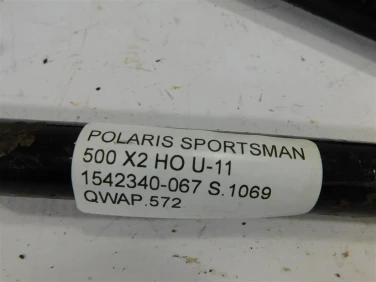 POLARIS SPORTSMAN
500 X2 HO U-11
1542340-067 S.1069
QWAP.572